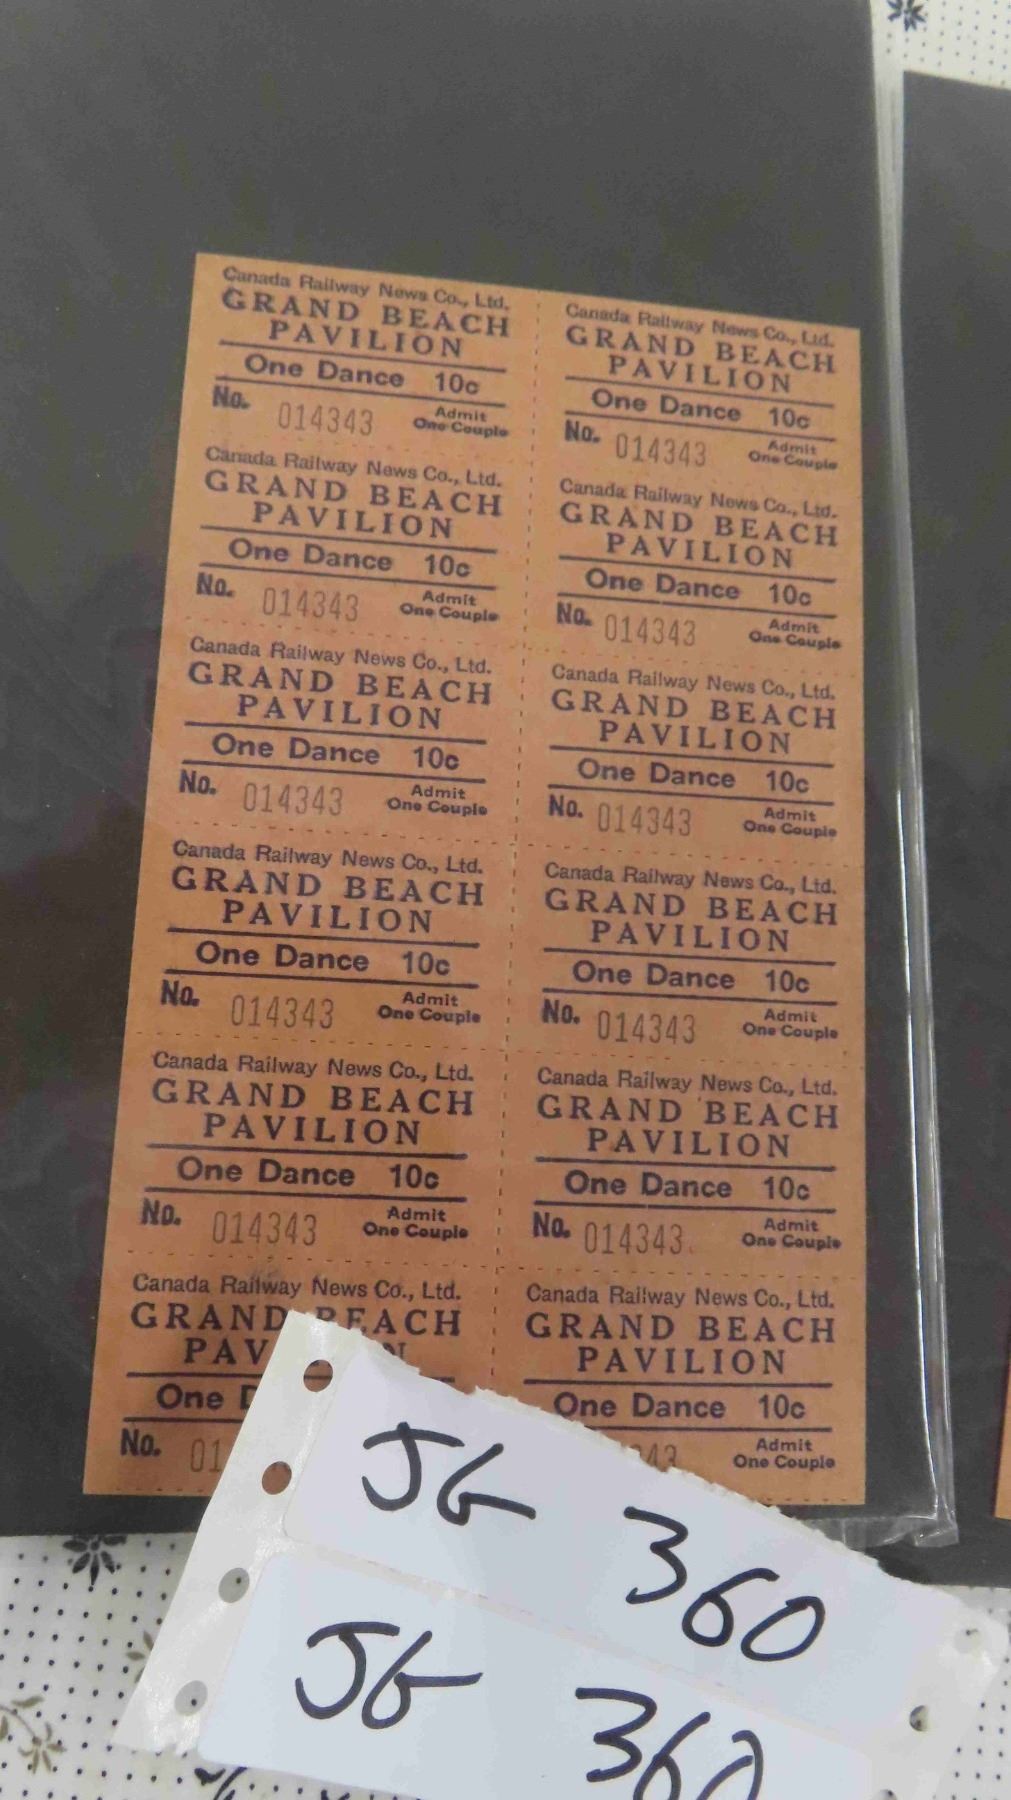 Canada Railway News Co., Ltd.
GRAND BEACH
PAVILION
One Dance 10c
No. 014343 Admit
One Couple
Canada Railway News Co., Ltd.
GRAND BEACH
PAVILION
One Dance 10c
No. 014343 Admit
One Couple
Canada Railway News Co., Ltd.
GRAND BEACH
PAVILION
One Dance 10c
No. 014343 Admit
One Couple
Canada Railway News Co., Ltd.
GRAND BEACH
PAVILION
One Dance 10c
No. 014343 Admit
One Couple
Canada Railway News Co., Ltd.
GRAND BEACH
PAVILION
One Dance 10c
No. 014343 Admit
One Couple
Canada Railway News Co., Ltd.
GRAND BEACH
PAVILION
One Dance 10c
No. 014343 Admit
One Couple
Canada Railway News Co., Ltd.
GRAND BEACH
PAVILION
One Dance 10c
No. 014343 Admit
One Couple
Canada Railway News Co., Ltd.
GRAND BEACH
PAVILION
One Dance 10c
No. 014343 Admit
One Couple
Canada Railway News Co., Ltd.
GRAND BEACH
PAVILION
One Dance 10c
No. 014343 Admit
One Couple
Canada Railway News Co., Ltd.
GRAND BEACH
PAVILION
One Dance 10c
No. 014343 Admit
One Couple
Canada Railway News Co., Ltd.
GRAND BEACH
PAV N
One D
No. 01
Canada Railway News Co., Ltd.
GRAND BEACH
PAVILION
One Dance 10c
343 Admit
One Couple
JG 360
JG 360